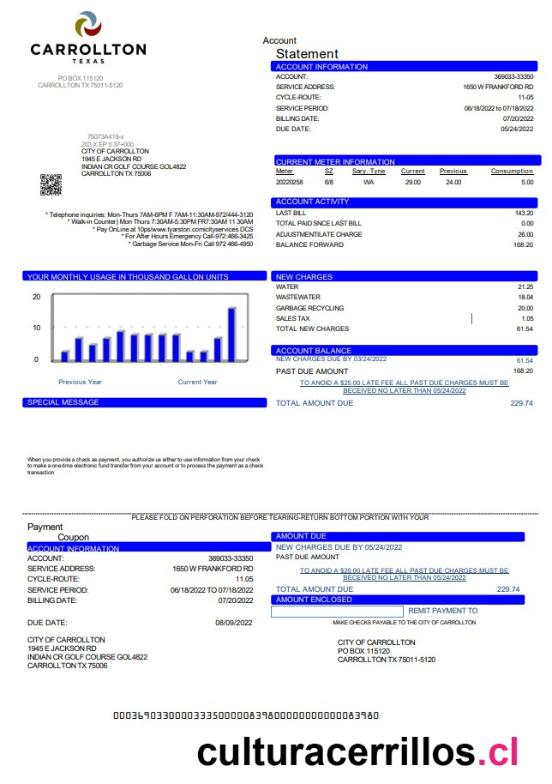 CARROLLTON
TEXAS
PO BOX 115120
CARROLLTON TX 75011-5120
75073A419-x
203 X EP 0.37+000
CITY OF CARROLLTON
1945 E JACKSON RD
INDIAN CR GOLF COURSE GOL4822
CARROLLTON TX 75006
* Telephone inquiries: Mon-Thurs 7AM-6PM F 7AM-11:30AM-972/444-3120
* Walk-in Counter) Mon Thurs 7:30AM-5:30PM FR7:30AM 11 30AM
* Pay OnLine at 10ps/www.tyarston.comicityservices DCS
* For After Hours Emergency Call-972:466-3425
* Garbage Service Mon-Fri Call 972 466-4950
Account
Statement
ACCOUNT INFORMATION
ACCOUNT: 369033-33350
SERVICE ADDRESS: 1650 W FRANKFORD RD
CYCLE-ROUTE: 11-05
SERVICE PERIOD: 06/18/2022 to 07/18/2022
BILLING DATE: 07/20/2022
DUE DATE: 05/24/2022
CURRENT METER INFORMATION
Meter SZ Sary. Tyne Current Previous Consumption
20220258 6/8 WA 29.00 24.00 5.00
ACCOUNT ACTIVITY
LAST BILL 143.20
TOTAL PAID SNCE LAST BILL 0.00
ADJUSTMENTILATE CHARGE 26.00
BALANCE FORWARD 168.20
YOUR MONTHLY USAGE IN THOUSAND GALLON UNITS
20
10
0
Previous Year Current Year
SPECIAL MESSAGE
NEW CHARGES
WATER 21.25
WASTEWATER 18.04
GARBAGE RECYCLING 20.00
SALES TAX 1.05
TOTAL NEW CHARGES 61.54
ACCOUNT BALANCE
NEW CHARGES DUE BY 03/24/2022 61.54
PAST DUE AMOUNT 168.20
TO ANOID A $25.00 LATE FEE ALL PAST DUE CHARGES MUST BE
RECEIVED NO LATER THAN 05/24/2022
TOTAL AMOUNT DUE 229.74
When you provide a check as payment, you authorize us either to use information from your check
to make a one-time electronic fund transfer from your account or to process the payment as a check
transaction
PLEASE FOLD ON PERFORATION BEFORE TEARING-RETURN BOTTOM PORTION WITH YOUR
Payment
Coupon
ACCOUNT INFORMATION
ACCOUNT: 369033-33350
SERVICE ADDRESS: 1650 W FRANKFORD RD
CYCLE-ROUTE: 11.05
SERVICE PERIOD: 06/18/2022 TO 07/18/2022
BILLING DATE: 07/20/2022
DUE DATE: 08/09/2022
CITY OF CARROLLTON
1945 E JACKSON RD
INDIAN CR GOLF COURSE GOL4822
CARROLLTON TX 75006
AMOUNT DUE
NEW CHARGES DUE BY 05/24/2022
PAST DUE AMOUNT
TO ANOID A $25.00 LATE FEE ALL PAST DUE CHARGES MUST BE
RECEIVED NO LATER THAN 05/24/2022
TOTAL AMOUNT DUE 229.74
AMOUNT ENCLOSED
REMIT PAYMENT TO
MAKE CHECKS PAYABLE TO THE CITY OF CARROLLTON
CITY OF CARROLLTON
PO BOX 115120
CARROLLTON TX 75011-5120
culturacerrillos.cl